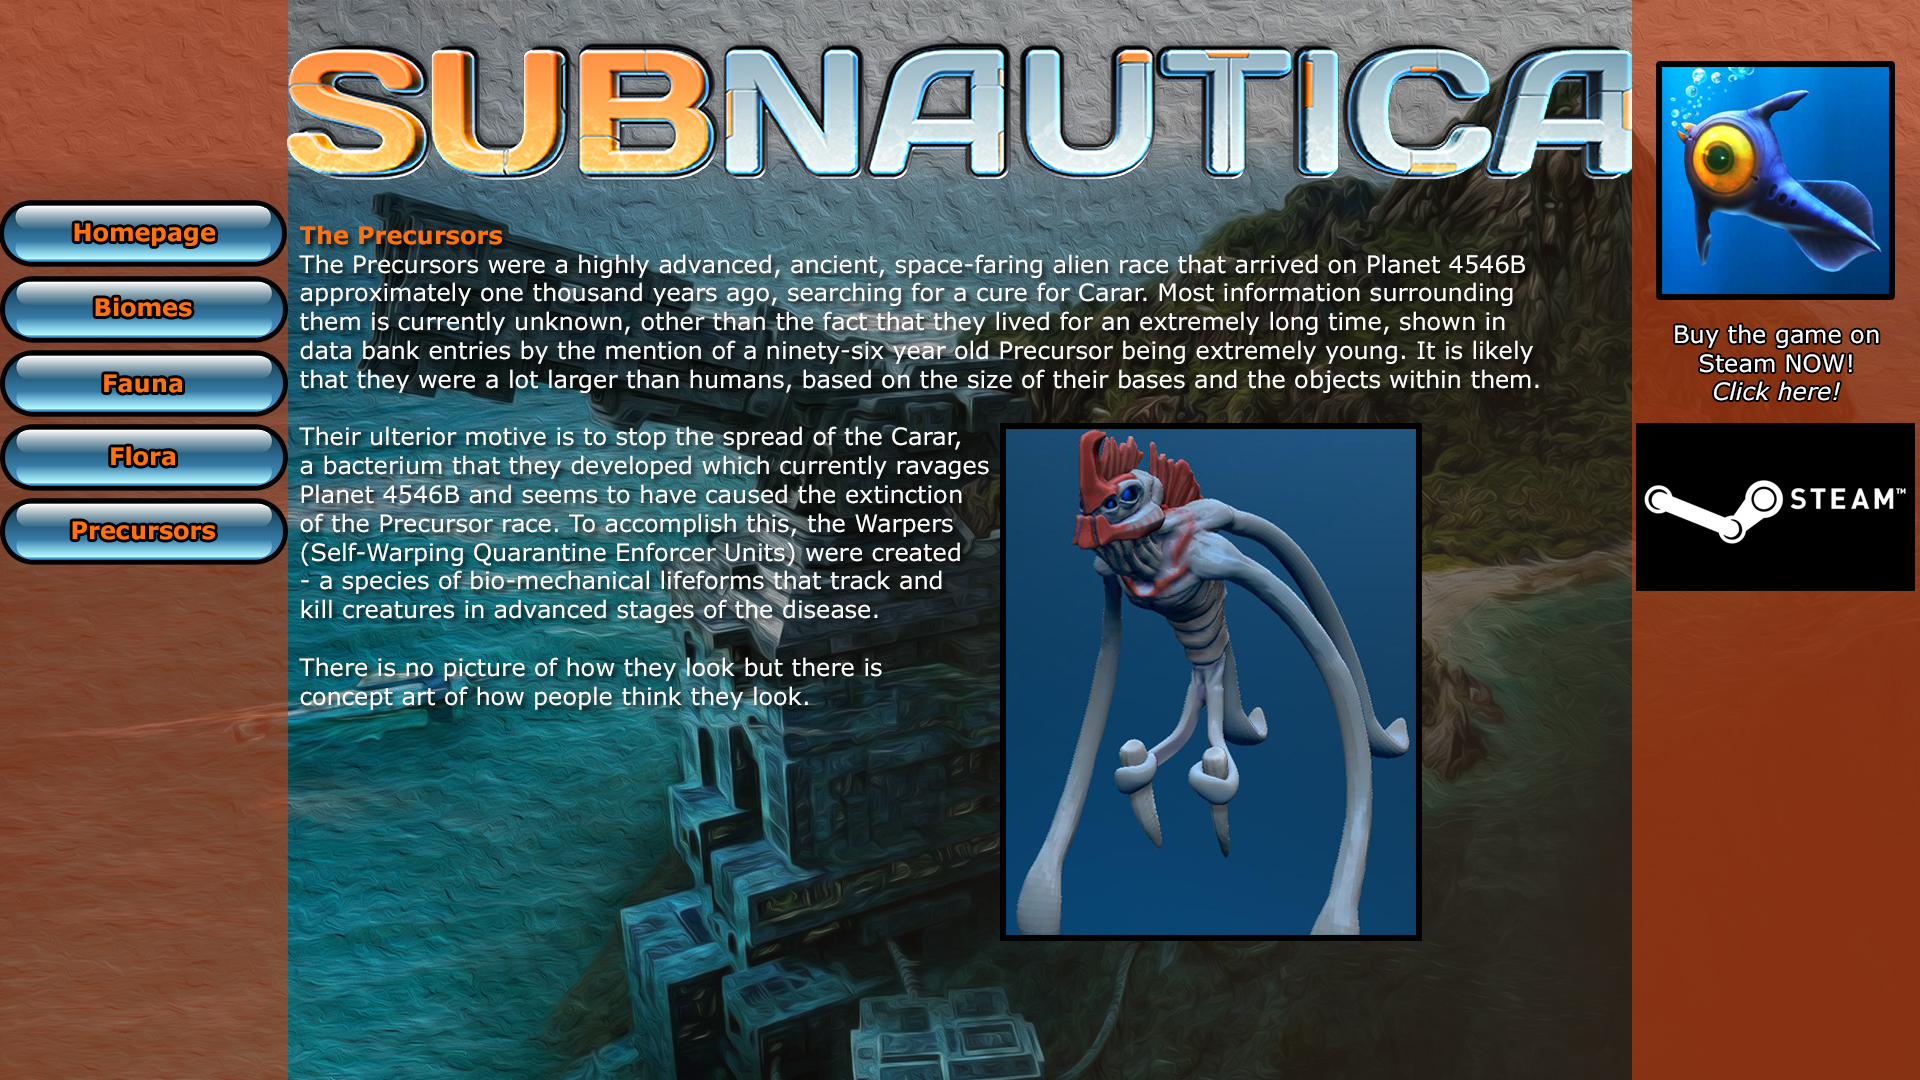 SUBNAUTICA
Homepage
Biomes
Fauna
Flora
Precursors
The Precursors
The Precursors were a highly advanced, ancient, space-faring alien race that arrived on Planet 4546B
approximately one thousand years ago, searching for a cure for Carar. Most information surrounding
them is currently unknown, other than the fact that they lived for an extremely long time, shown in
data bank entries by the mention of a ninety-six year old Precursor being extremely young. It is likely
that they were a lot larger than humans, based on the size of their bases and the objects within them.
Their ulterior motive is to stop the spread of the Carar,
a bacterium that they developed which currently ravages
Planet 4546B and seems to have caused the extinction
of the Precursor race. To accomplish this, the Warpers
(Self-Warping Quarantine Enforcer Units) were created
- a species of bio-mechanical lifeforms that track and
kill creatures in advanced stages of the disease.
There is no picture of how they look but there is
concept art of how people think they look.
Buy the game on
Steam NOW!
Click here!
STEAM™